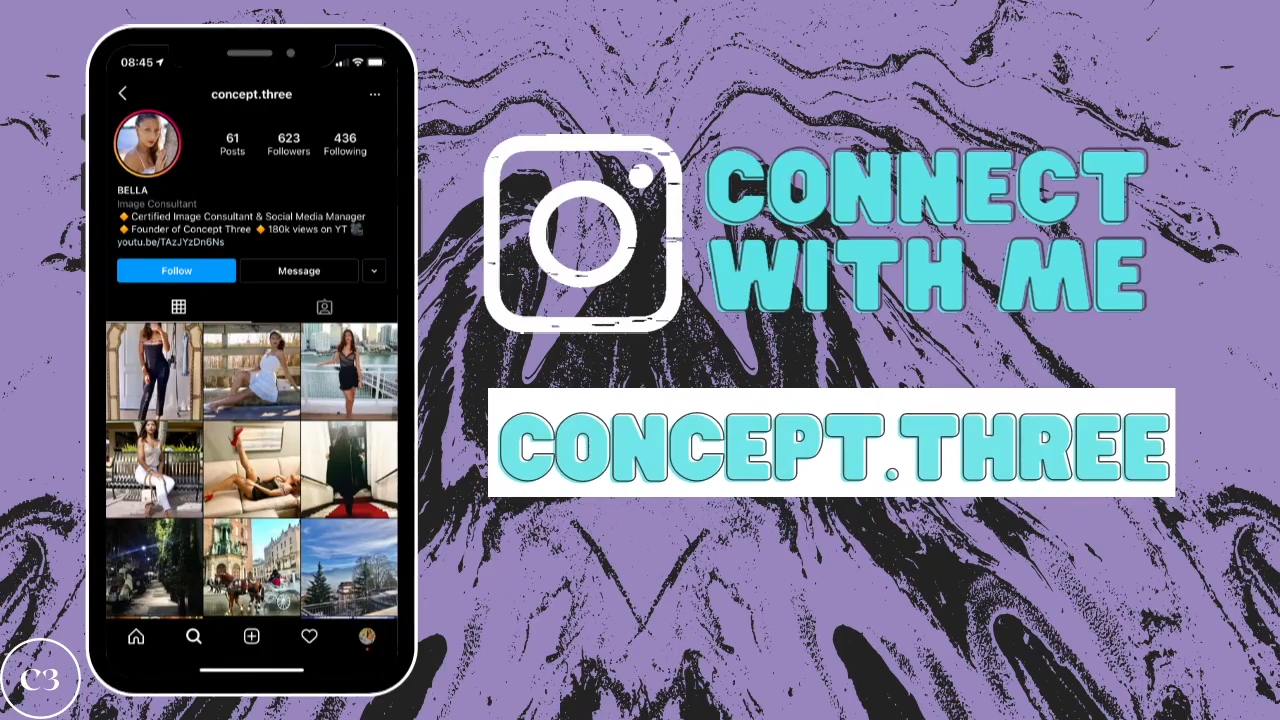 08:45
concept.three
61
623
436
Posts
Followers
Following
BELLA
Image Consultant
🔸 Certified Image Consultant & Social Media Manager
🔸 Founder of Concept Three 🔸 180k views on YT
youtu.be/TAzJYzDn6Ns
Follow
Message
CONNECT
WITH ME
CONCEPT.THREE
C3